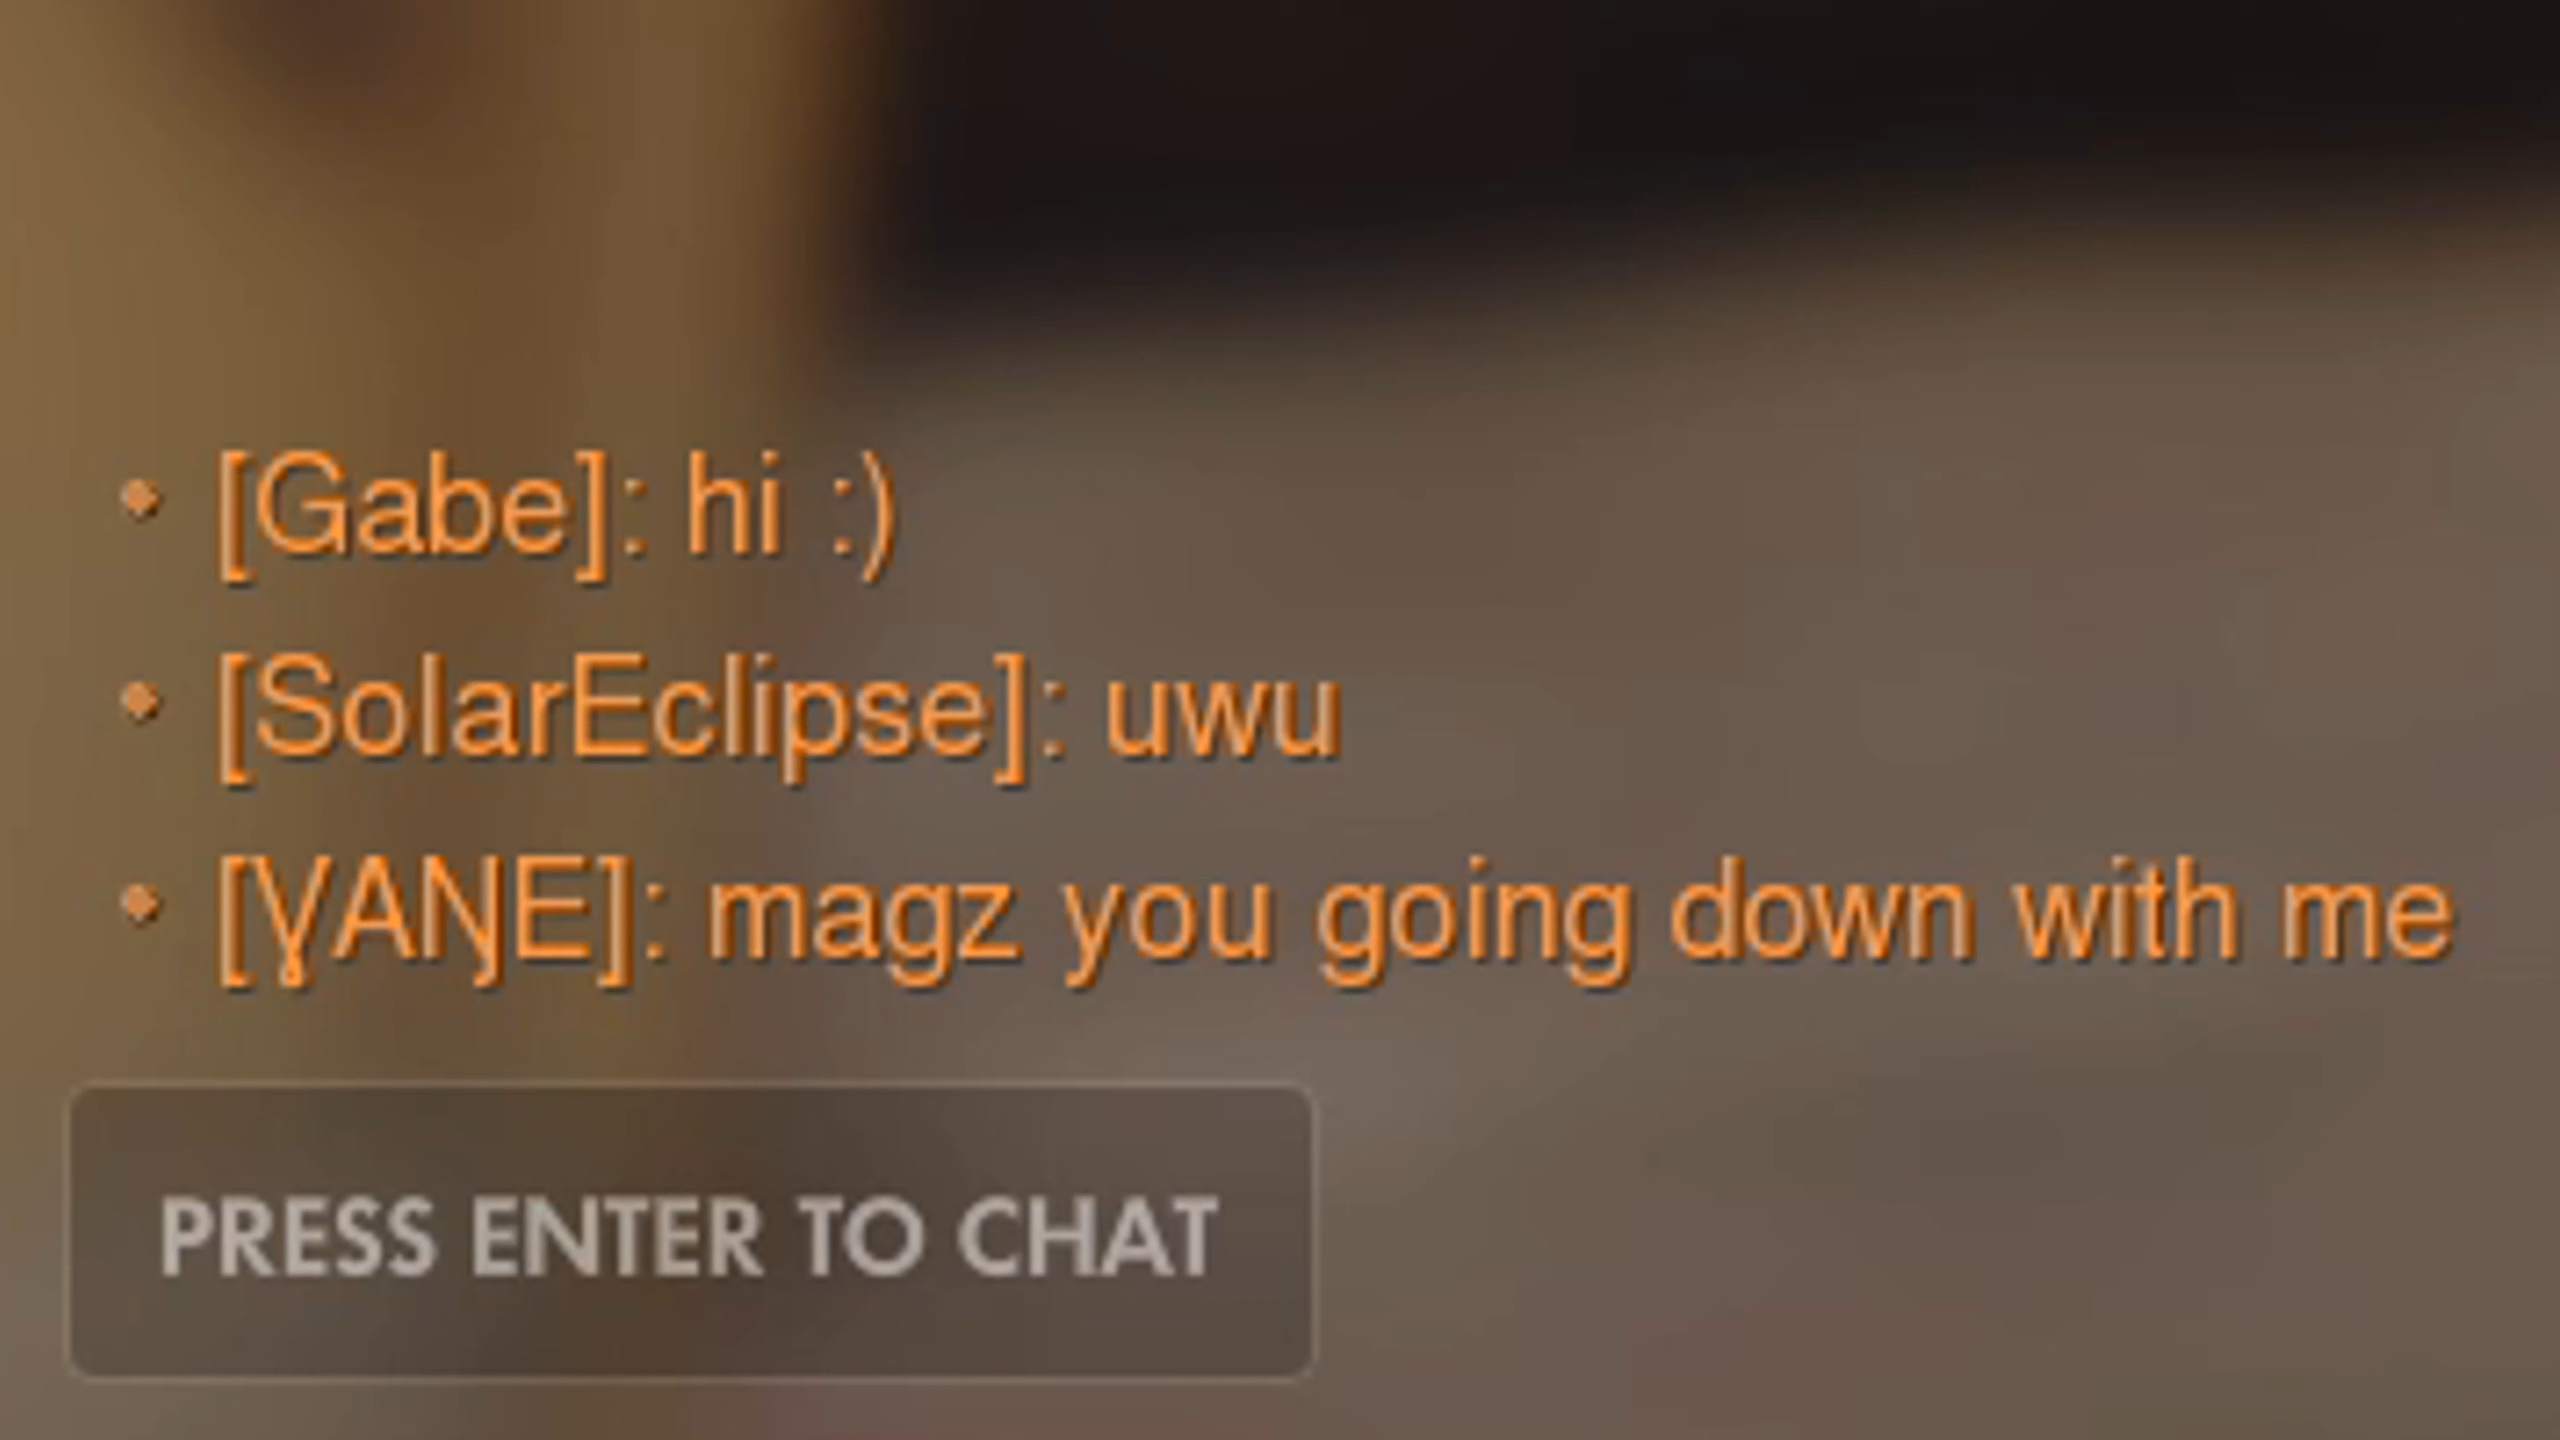 • [Gabe]: hi :)
• [SolarEclipse]: uwu
• [ƔAŊE]: magz you going down with me
PRESS ENTER TO CHAT